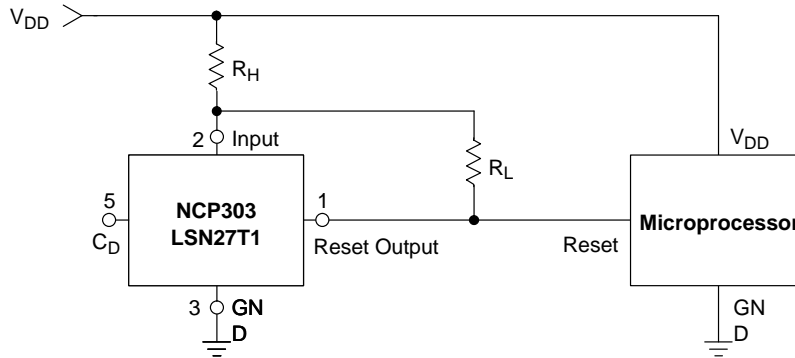 VDD
RH
2 Input
VDD
RL
5
CD
NCP303
LSN27T1
1
Reset Output
Reset
Microprocessor
3 GN
D
GN
D